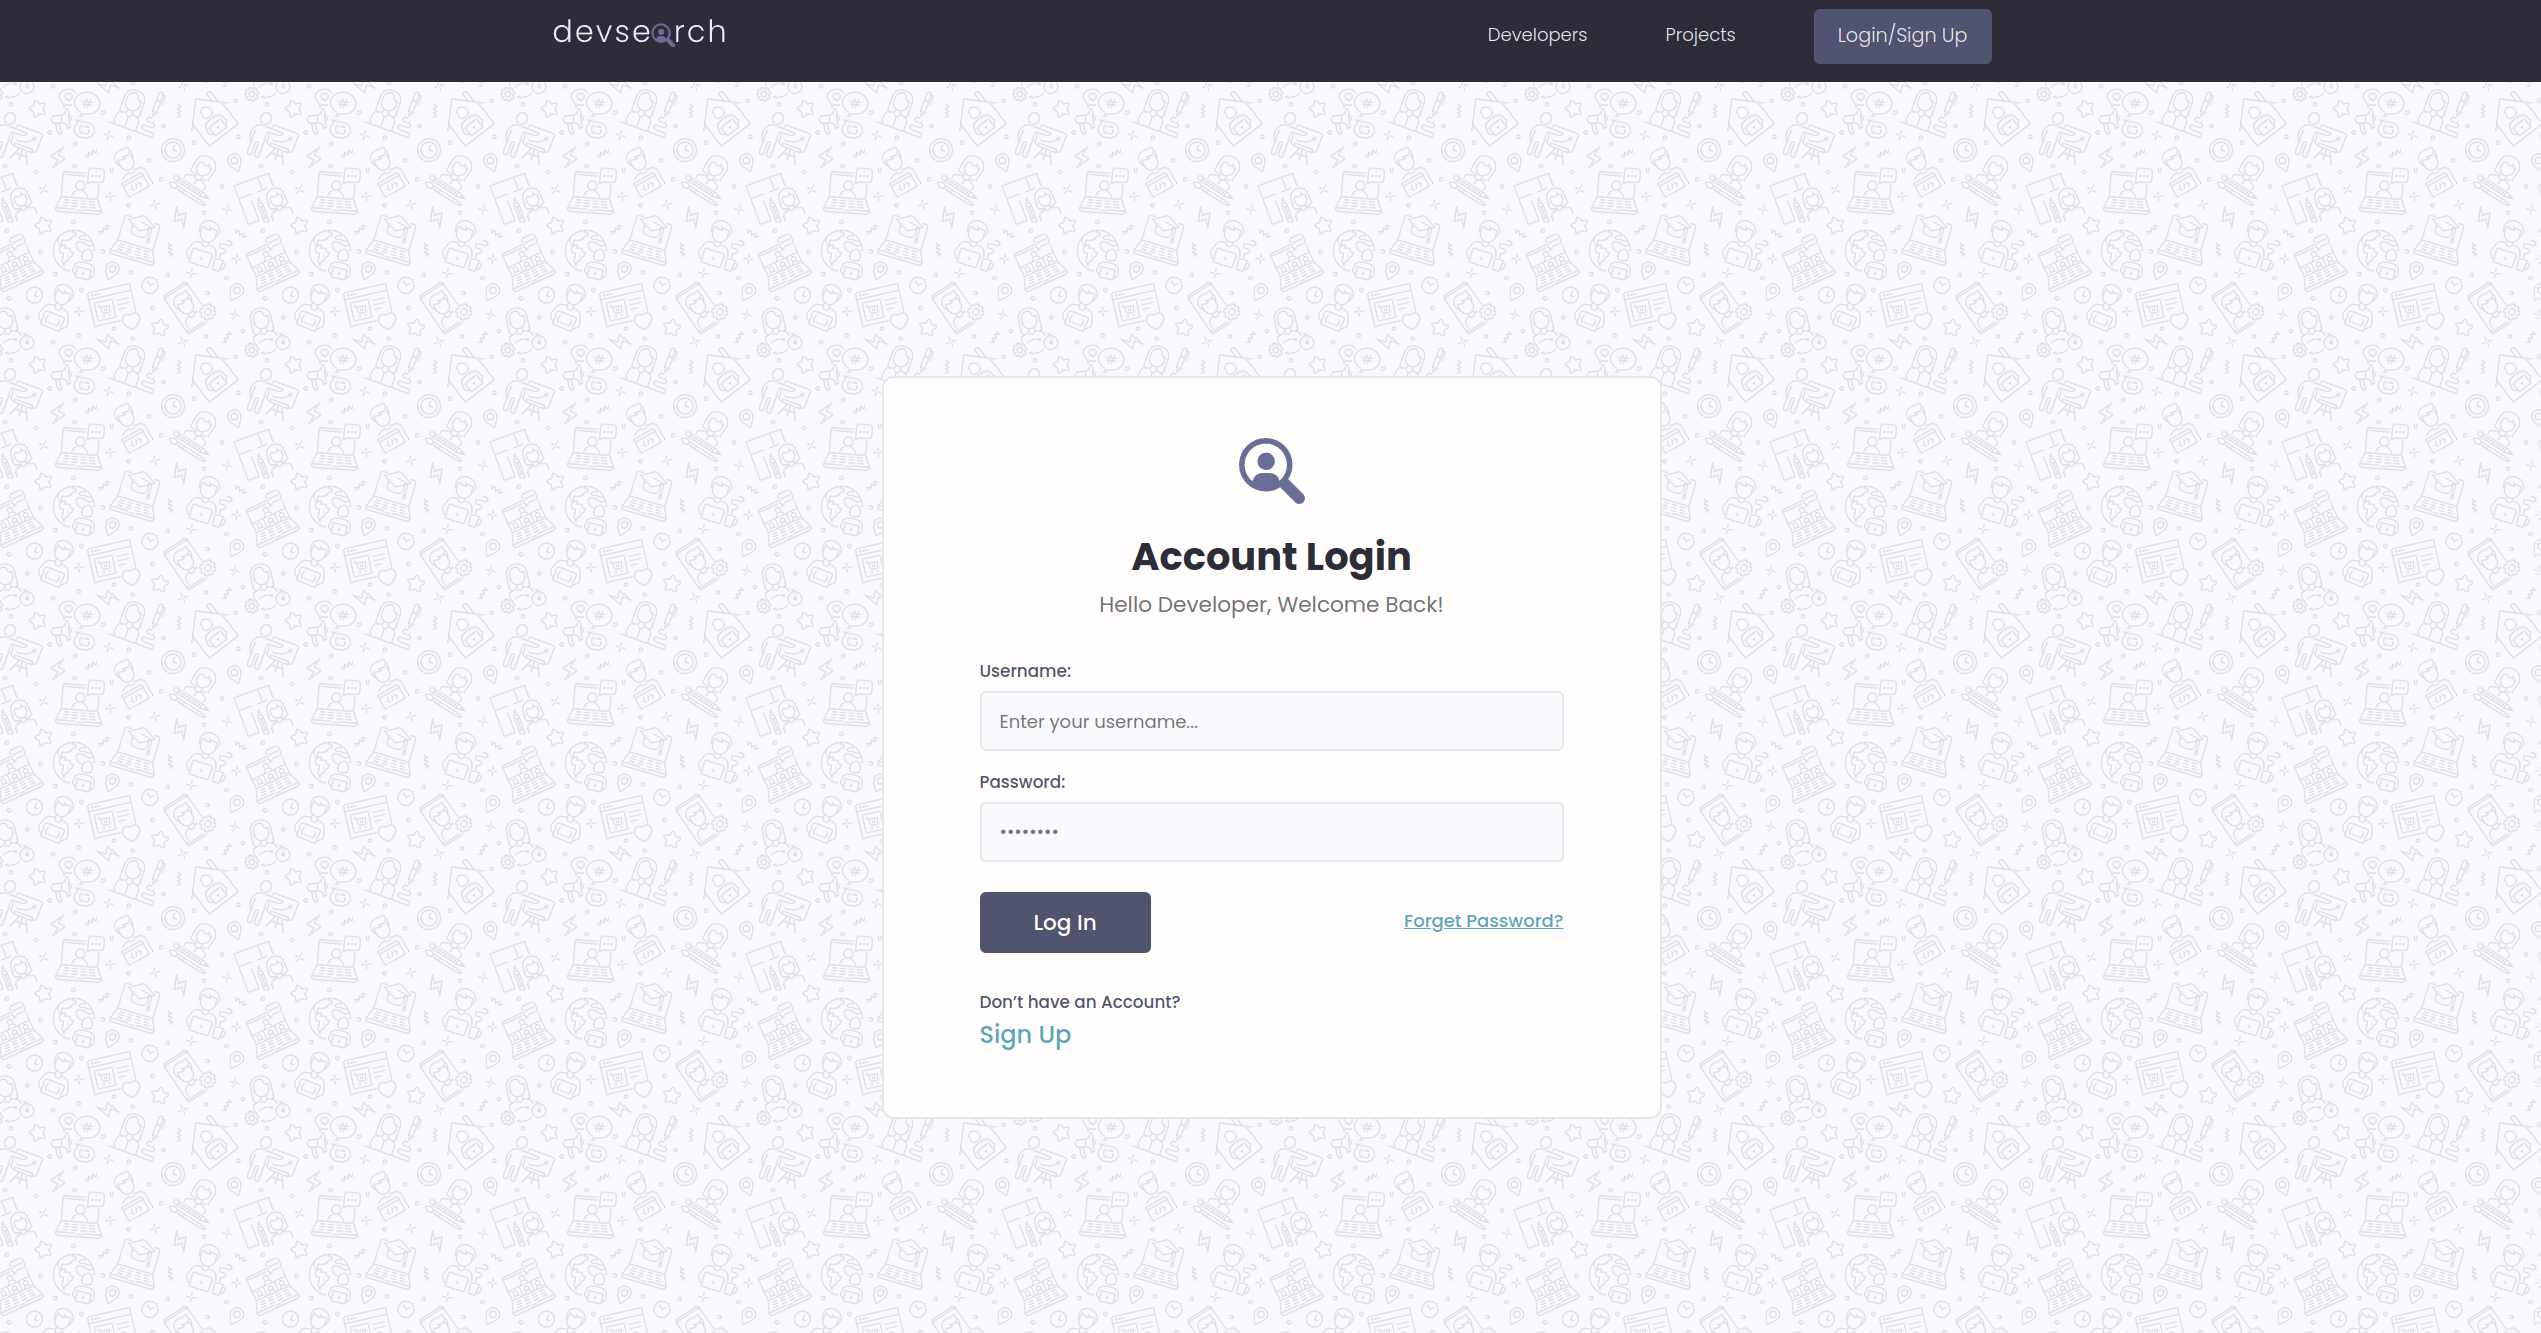 devsearch
Developers
Projects
Login/Sign Up
Account Login
Hello Developer, Welcome Back!
Username:
Enter your username...
Password:
••••••••
Log In
Forget Password?
Don’t have an Account?
Sign Up